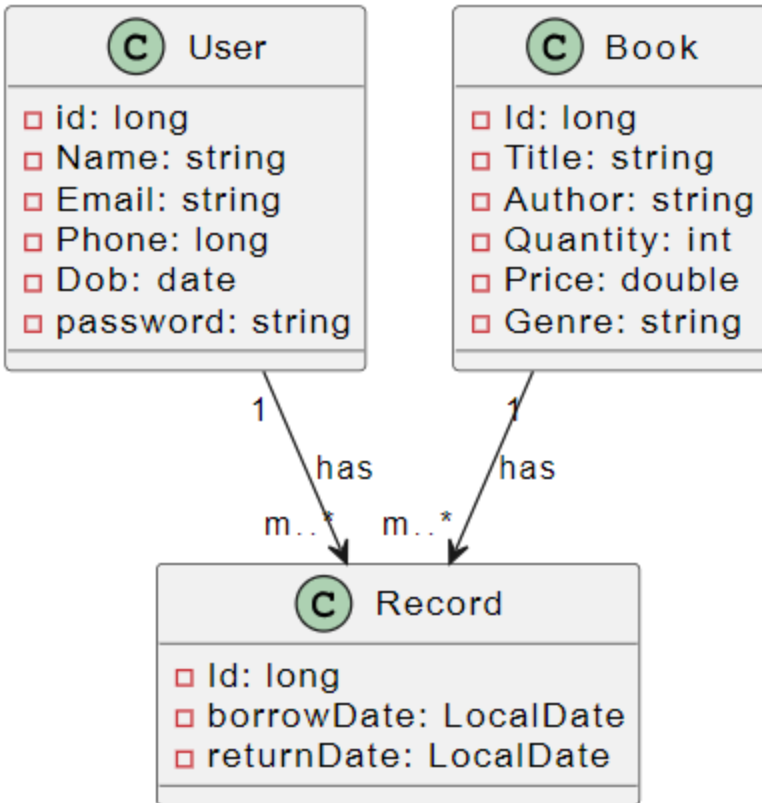 C User
id: long
Name: string
Email: string
Phone: long
Dob: date
password: string
C Book
Id: long
Title: string
Author: string
Quantity: int
Price: double
Genre: string
1
has
m..*
1
has
m..*
C Record
Id: long
borrowDate: LocalDate
returnDate: LocalDate